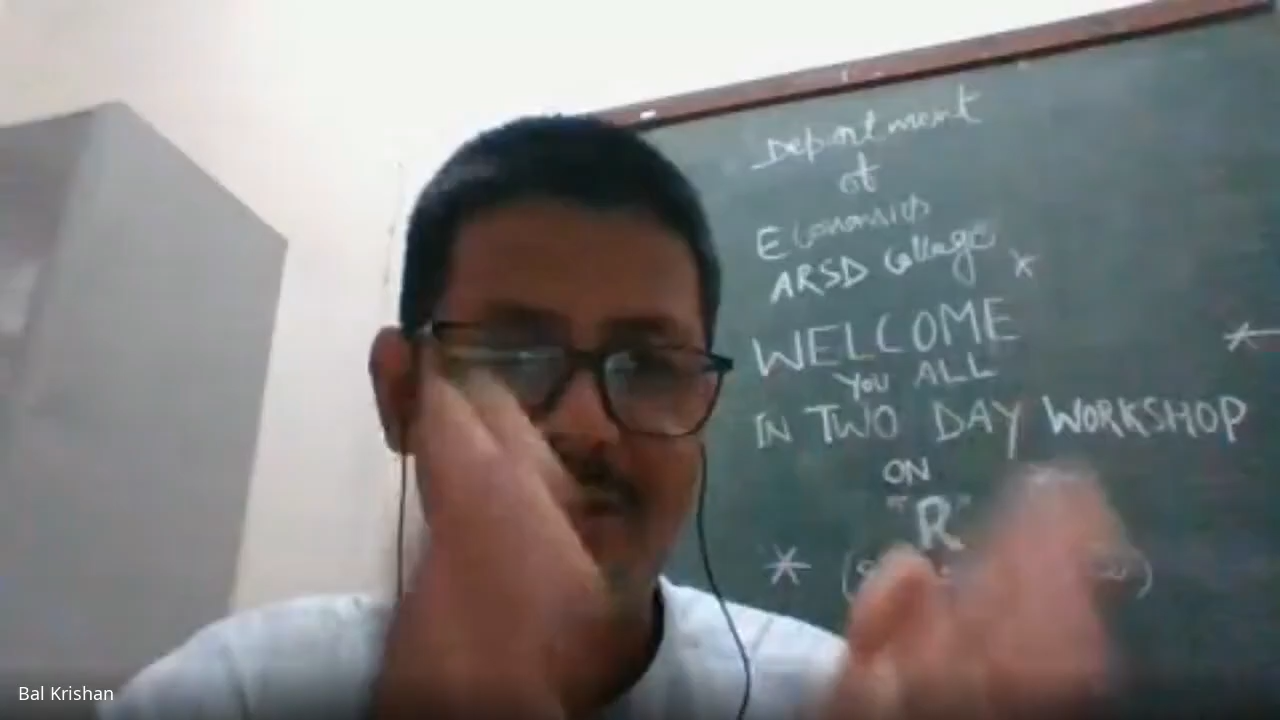 Department
of
Economics
ARSD College
WELCOME
YOU ALL
IN TWO DAY WORKSHOP
ON
"R"
Bal Krishan